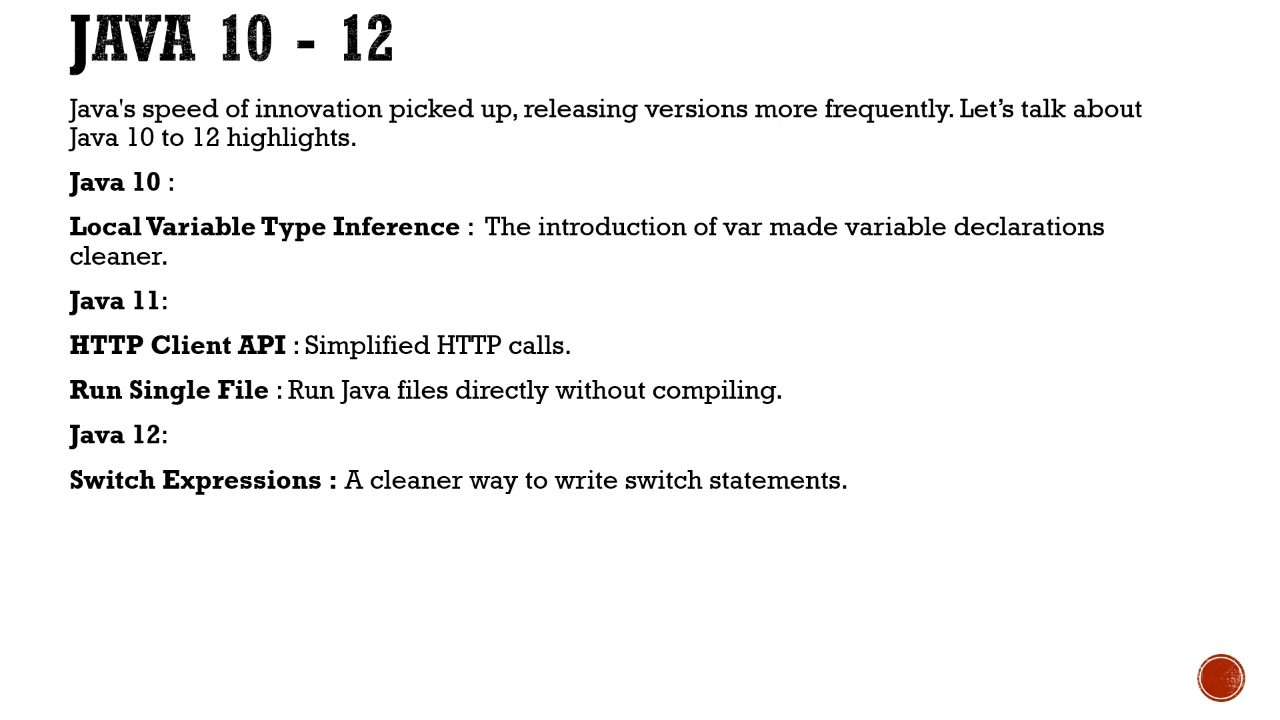 JAVA 10 - 12
Java's speed of innovation picked up, releasing versions more frequently. Let’s talk about
Java 10 to 12 highlights.
Java 10 :
Local Variable Type Inference : The introduction of var made variable declarations
cleaner.
Java 11:
HTTP Client API : Simplified HTTP calls.
Run Single File : Run Java files directly without compiling.
Java 12:
Switch Expressions : A cleaner way to write switch statements.